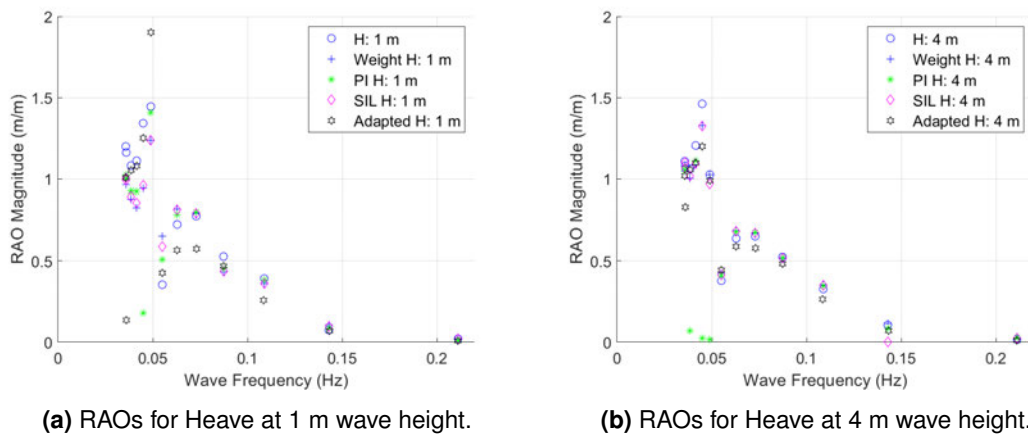 2
1.5
1
0.5
0
RAO Magnitude (m/m)
H: 1 m
Weight H: 1 m
PI H: 1 m
SIL H: 1 m
Adapted H: 1 m
0 0.05 0.1 0.15 0.2
Wave Frequency (Hz)
(a) RAOs for Heave at 1 m wave height.
2
1.5
1
0.5
0
RAO Magnitude (m/m)
H: 4 m
Weight H: 4 m
PI H: 4 m
SIL H: 4 m
Adapted H: 4 m
0 0.05 0.1 0.15 0.2
Wave Frequency (Hz)
(b) RAOs for Heave at 4 m wave height.